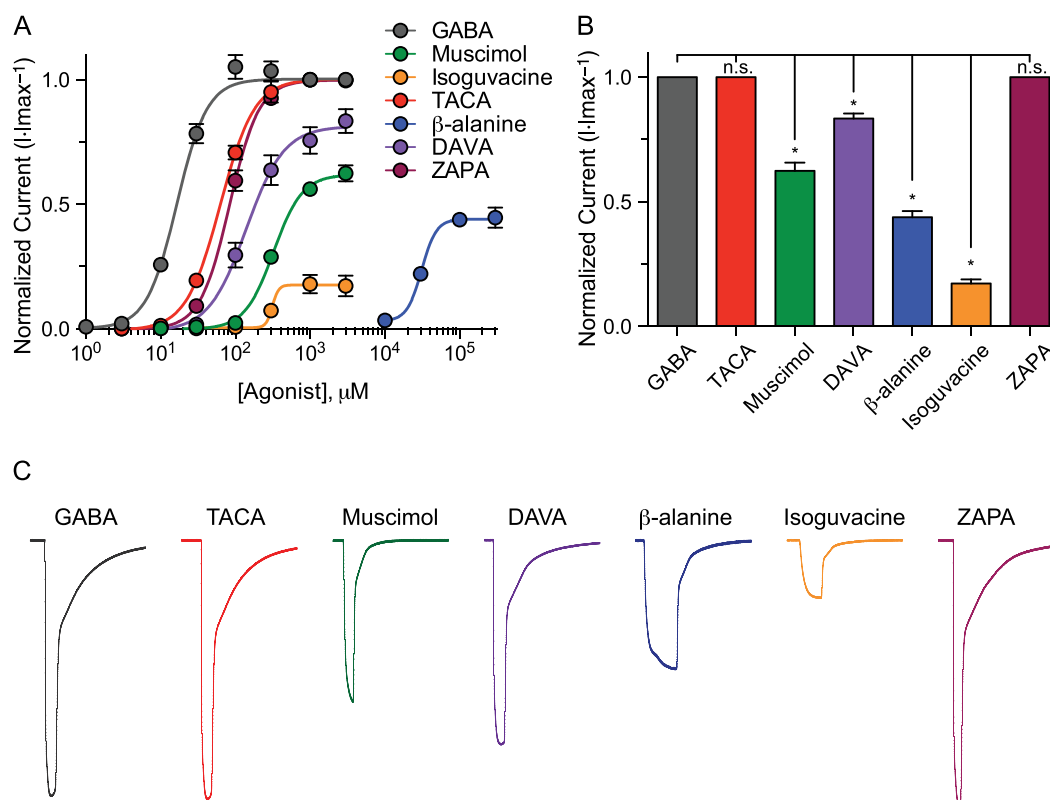 A
GABA
Muscimol
Isoguvacine
TACA
β-alanine
DAVA
ZAPA
Normalized Current (I·Imax⁻¹)
1.0
0.5
0.0
10⁰ 10¹ 10² 10³ 10⁴ 10⁵
[Agonist], μM
B
Normalized Current (I·Imax⁻¹)
1.0
0.5
0.0
n.s.
*
*
*
*
n.s.
GABA
TACA
Muscimol
DAVA
β-alanine
Isoguvacine
ZAPA
C
GABA TACA Muscimol DAVA β-alanine Isoguvacine ZAPA